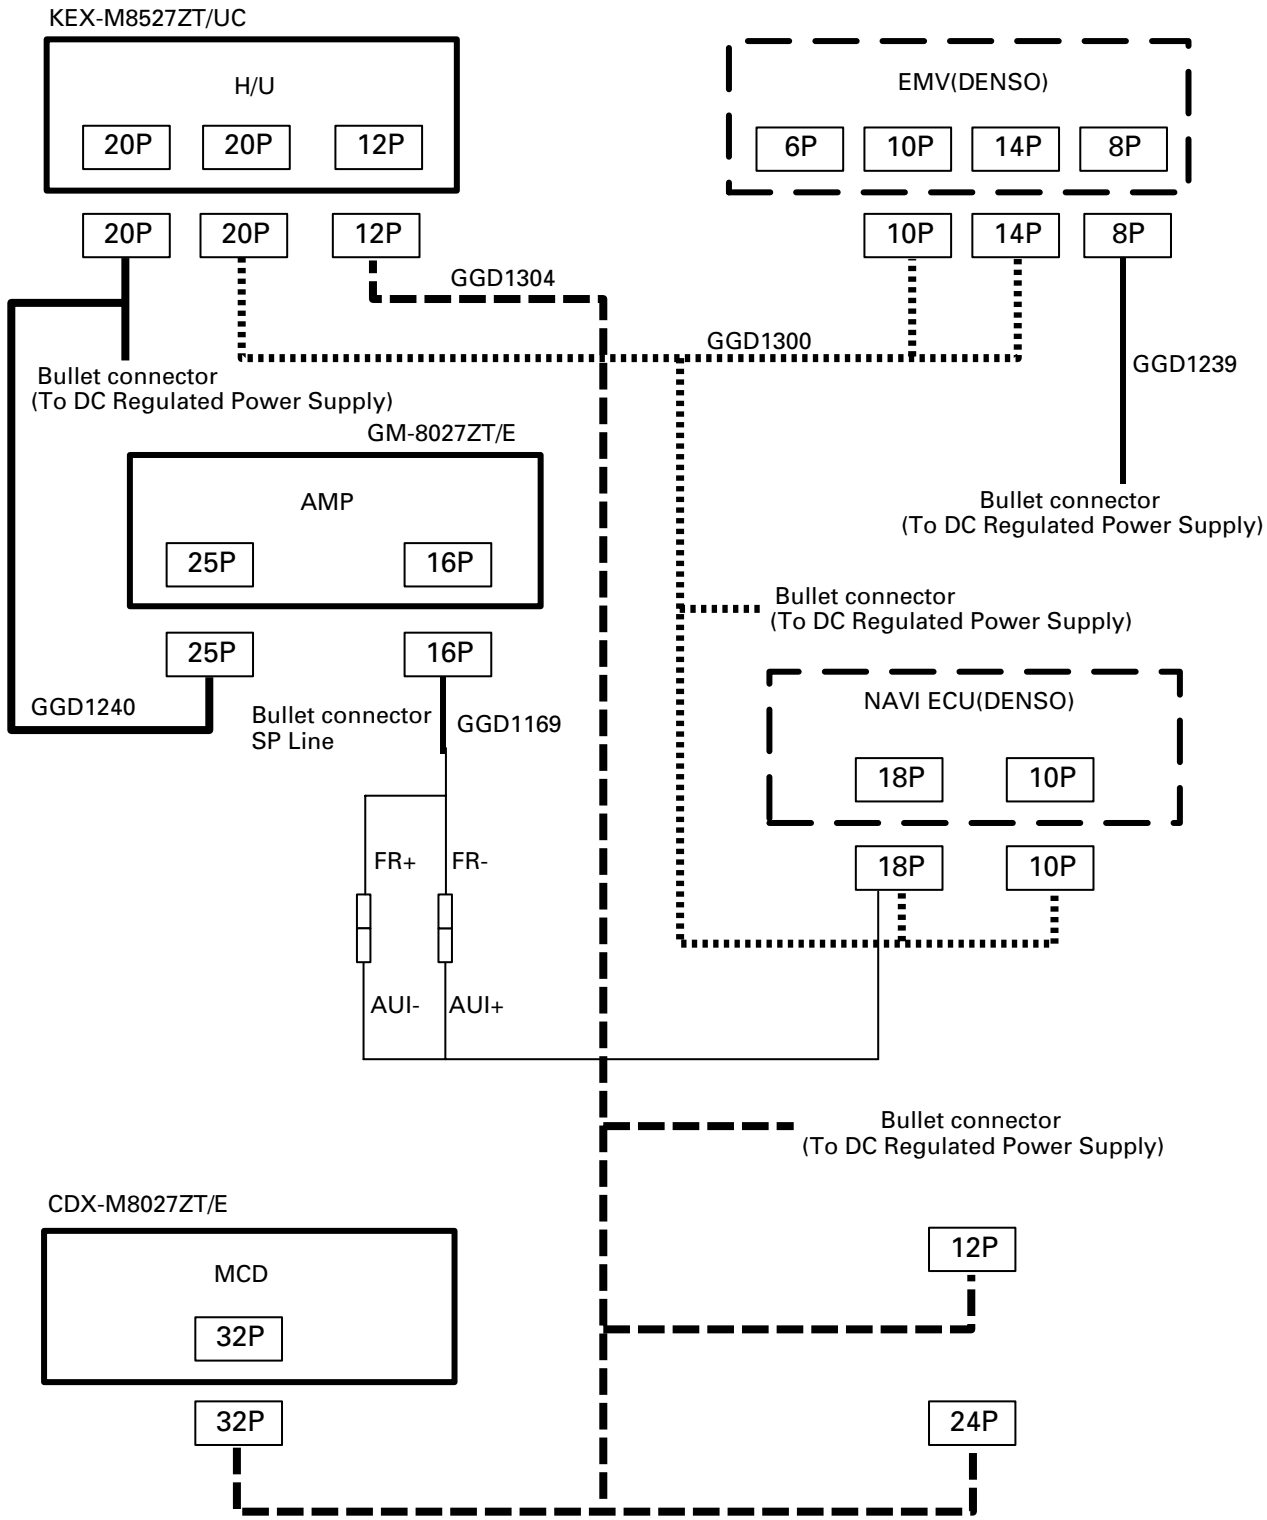 KEX-M8527ZT/UC
H/U
20P 20P 12P
20P 20P 12P
EMV(DENSO)
6P 10P 14P 8P
10P 14P 8P
GGD1304
GGD1300
GGD1239
Bullet connector
(To DC Regulated Power Supply)
GM-8027ZT/E
AMP
25P 16P
25P 16P
Bullet connector
(To DC Regulated Power Supply)
Bullet connector
(To DC Regulated Power Supply)
GGD1240
Bullet connector
SP Line
GGD1169
NAVI ECU(DENSO)
18P 10P
18P 10P
FR+ FR-
AUI- AUI+
Bullet connector
(To DC Regulated Power Supply)
CDX-M8027ZT/E
MCD
32P
32P
12P
24P